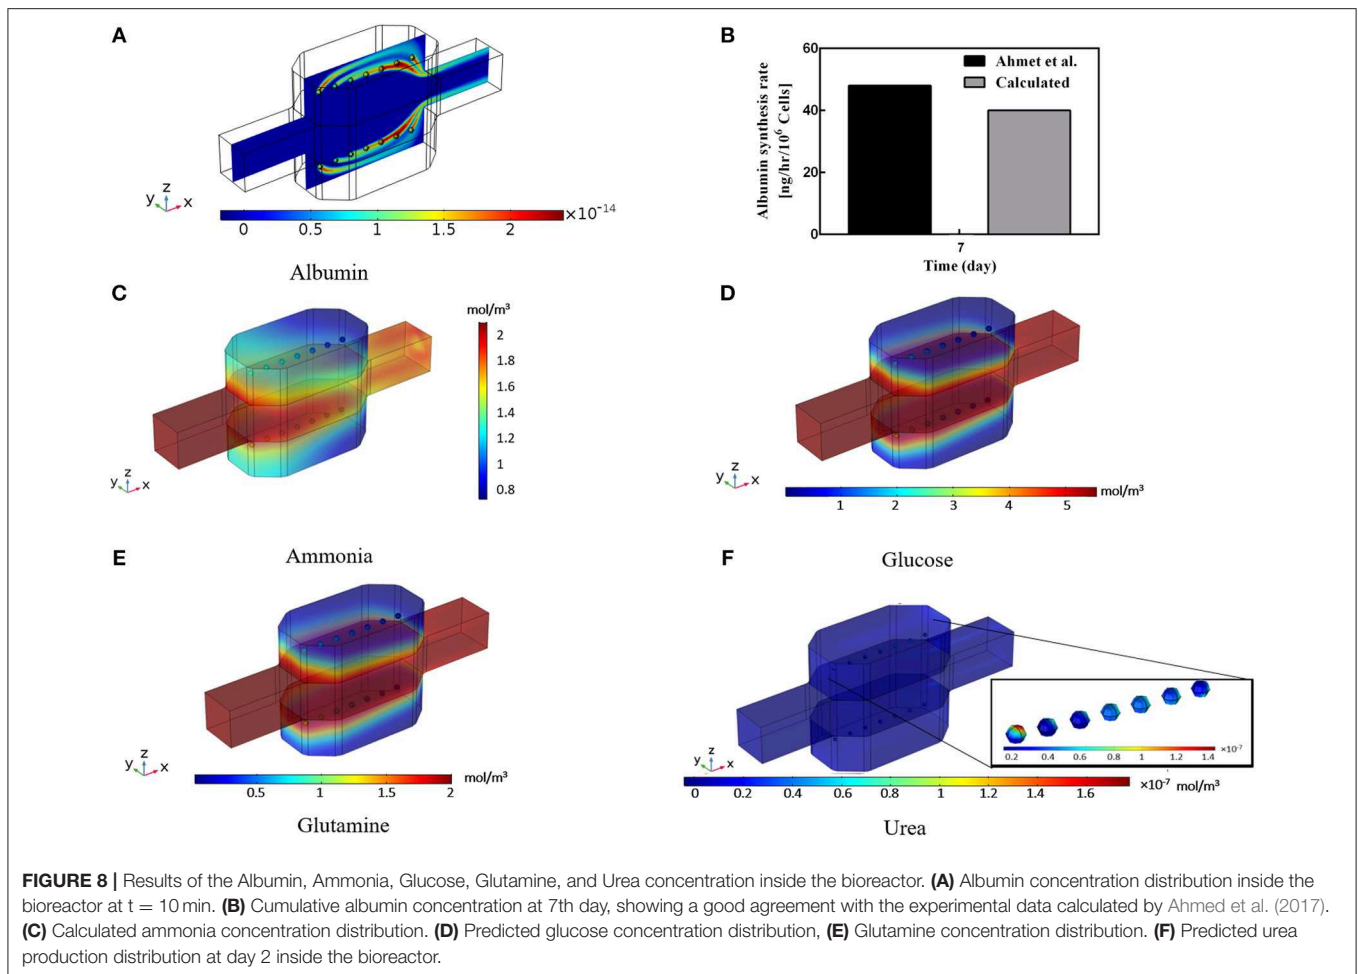 A
z
y
x
0
0.5
1
1.5
2
×10⁻¹⁴
Albumin
B
Albumin synthesis rate
[ng/hr/10⁶ Cells]
60
40
20
0
Ahmet et al.
Calculated
7
Time (day)
C
mol/m³
2
1.8
1.6
1.4
1.2
1
0.8
z
y
x
Ammonia
D
z
y
x
1
2
3
4
5
mol/m³
Glucose
E
z
y
x
0.5
1
1.5
2
mol/m³
Glutamine
F
z
y
x
×10⁻⁷
0.2
0.4
0.6
0.8
1
1.2
1.4
0
0.2
0.4
0.6
0.8
1
1.2
1.4
1.6
×10⁻⁷ mol/m³
Urea
FIGURE 8 | Results of the Albumin, Ammonia, Glucose, Glutamine, and Urea concentration inside the bioreactor. (A) Albumin concentration distribution inside the
bioreactor at t = 10 min. (B) Cumulative albumin concentration at 7th day, showing a good agreement with the experimental data calculated by Ahmed et al. (2017).
(C) Calculated ammonia concentration distribution. (D) Predicted glucose concentration distribution, (E) Glutamine concentration distribution. (F) Predicted urea
production distribution at day 2 inside the bioreactor.